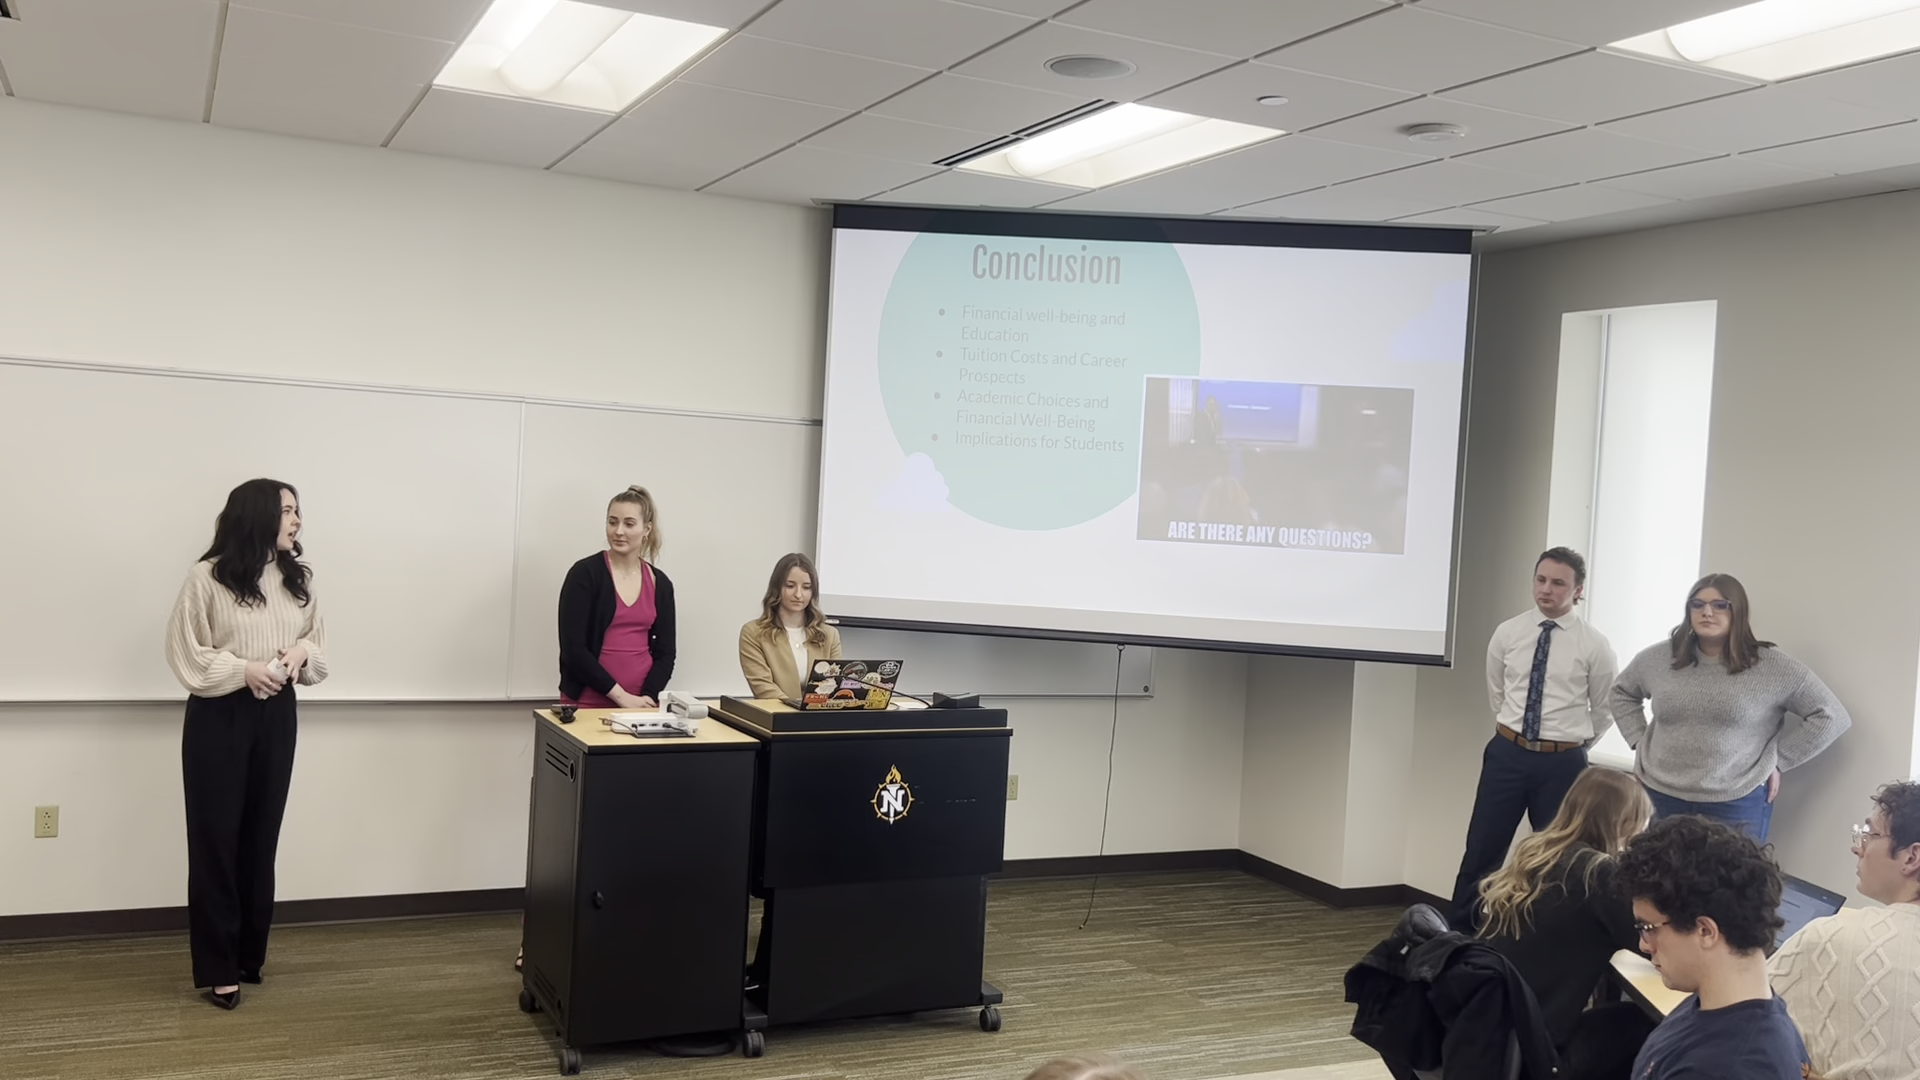 Conclusion
● Financial well-being and
Education
● Tuition Costs and Career
Prospects
● Academic Choices and
Financial Well-Being
● Implications for Students
ARE THERE ANY QUESTIONS?
N